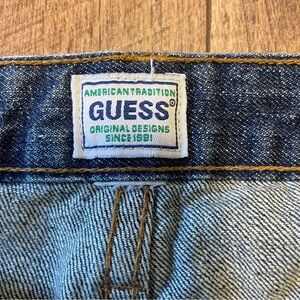 AMERICAN TRADITION
GUESS®
ORIGINAL DESIGNS
SINCE 1981